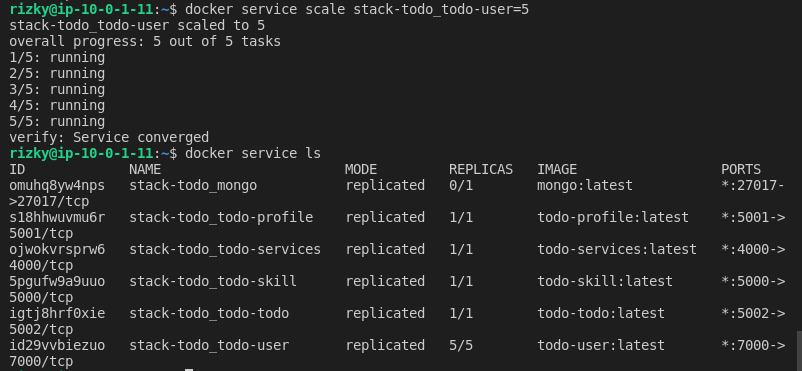 rizky@ip-10-0-1-11:~$ docker service scale stack-todo_todo-user=5
stack-todo_todo-user scaled to 5
overall progress: 5 out of 5 tasks
1/5: running
2/5: running
3/5: running
4/5: running
5/5: running
verify: Service converged
rizky@ip-10-0-1-11:~$ docker service ls
ID             NAME                       MODE         REPLICAS   IMAGE                  PORTS
omuhq8yw4nps   stack-todo_mongo           replicated   0/1        mongo:latest           *:27017-
>27017/tcp
s18hhwuvmu6r   stack-todo_todo-profile    replicated   1/1        todo-profile:latest    *:5001->
5001/tcp
ojwokvrsprw6   stack-todo_todo-services   replicated   1/1        todo-services:latest   *:4000->
4000/tcp
5pgufw9a9uuo   stack-todo_todo-skill      replicated   1/1        todo-skill:latest      *:5000->
5000/tcp
igtj8hrf0xie   stack-todo_todo-todo       replicated   1/1        todo-todo:latest       *:5002->
5002/tcp
id29vvbiezuo   stack-todo_todo-user       replicated   5/5        todo-user:latest       *:7000->
7000/tcp